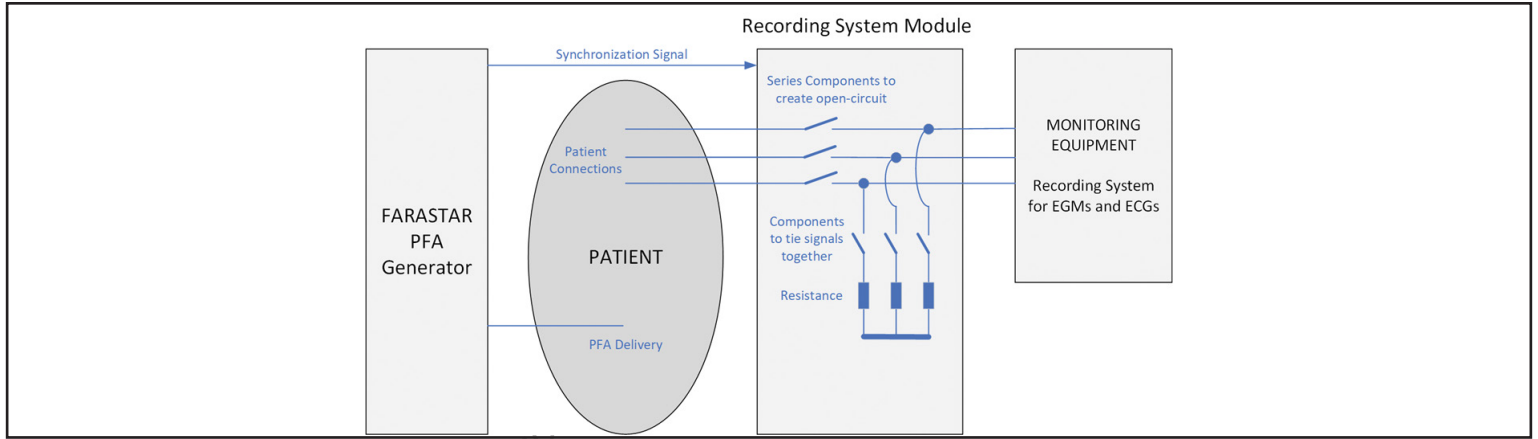 Recording System Module
Synchronization Signal
Series Components to
create open-circuit
Patient
Connections
MONITORING
EQUIPMENT
Recording System
for EGMs and ECGs
FARASTAR
PFA
Generator
PATIENT
Components
to tie signals
together
Resistance
PFA Delivery